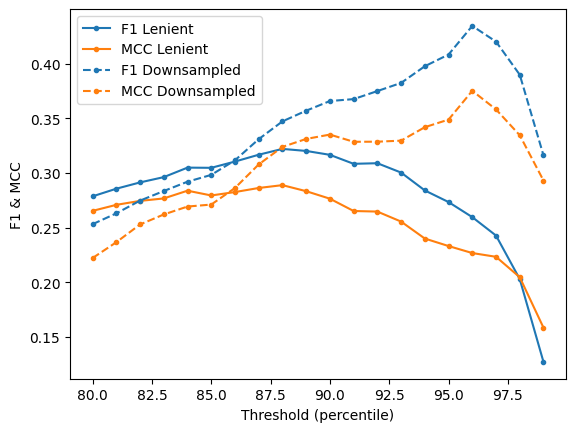 F1 Lenient
MCC Lenient
F1 Downsampled
MCC Downsampled
F1 & MCC
0.40
0.35
0.30
0.25
0.20
0.15
80.0 82.5 85.0 87.5 90.0 92.5 95.0 97.5
Threshold (percentile)